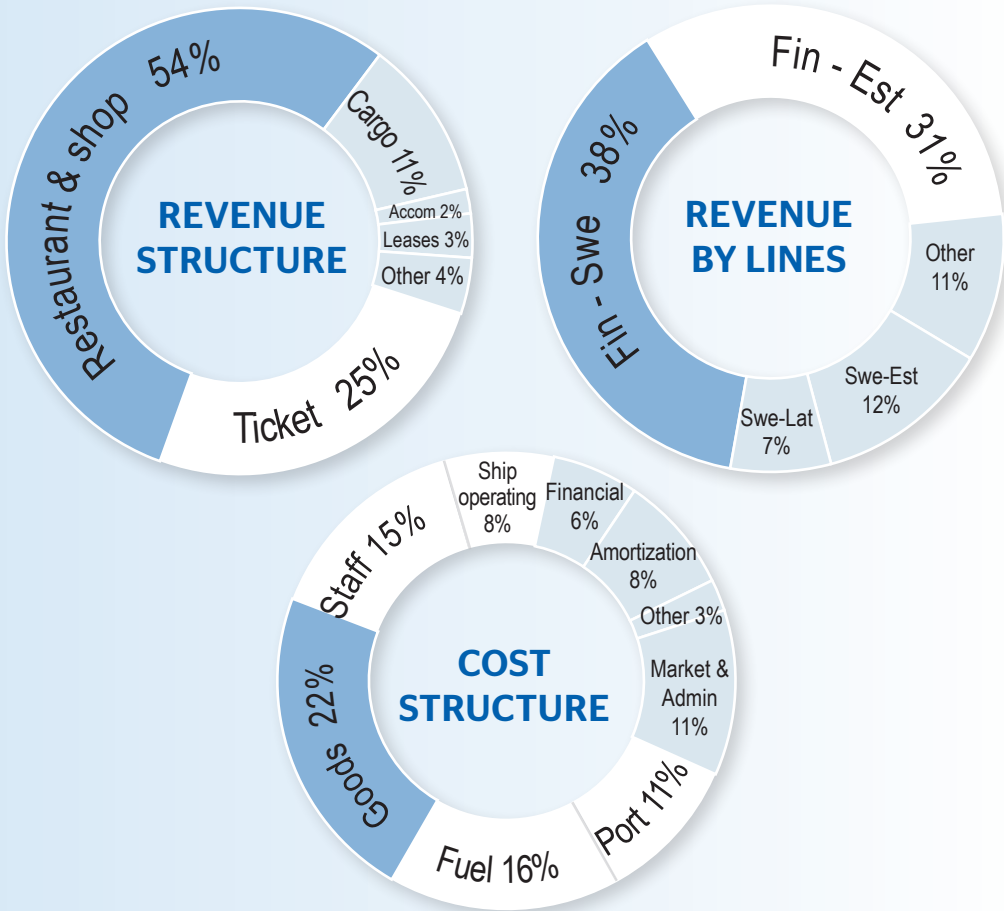 REVENUE
STRUCTURE
Restaurant & shop 54%
Cargo 11%
Accom 2%
Leases 3%
Other 4%
Ticket 25%
REVENUE
BY LINES
Fin - Swe 38%
Fin - Est 31%
Other
11%
Swe-Est
12%
Swe-Lat
7%
COST
STRUCTURE
Ship
operating
8%
Financial
6%
Amortization
8%
Other 3%
Market &
Admin
11%
Port 11%
Fuel 16%
Goods 22%
Staff 15%